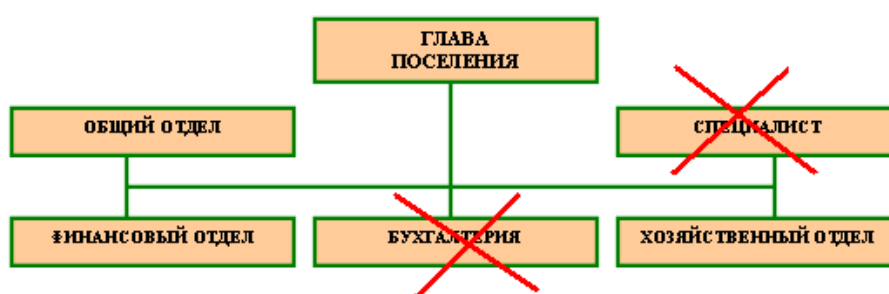 ГЛАВА
ПОСЕЛЕНИЯ
ОБЩИЙ ОТДЕЛ
СПЕЦИАЛИСТ
ФИНАНСОВЫЙ ОТДЕЛ
БУХГАЛТЕРИЯ
ХОЗЯЙСТВЕННЫЙ ОТДЕЛ